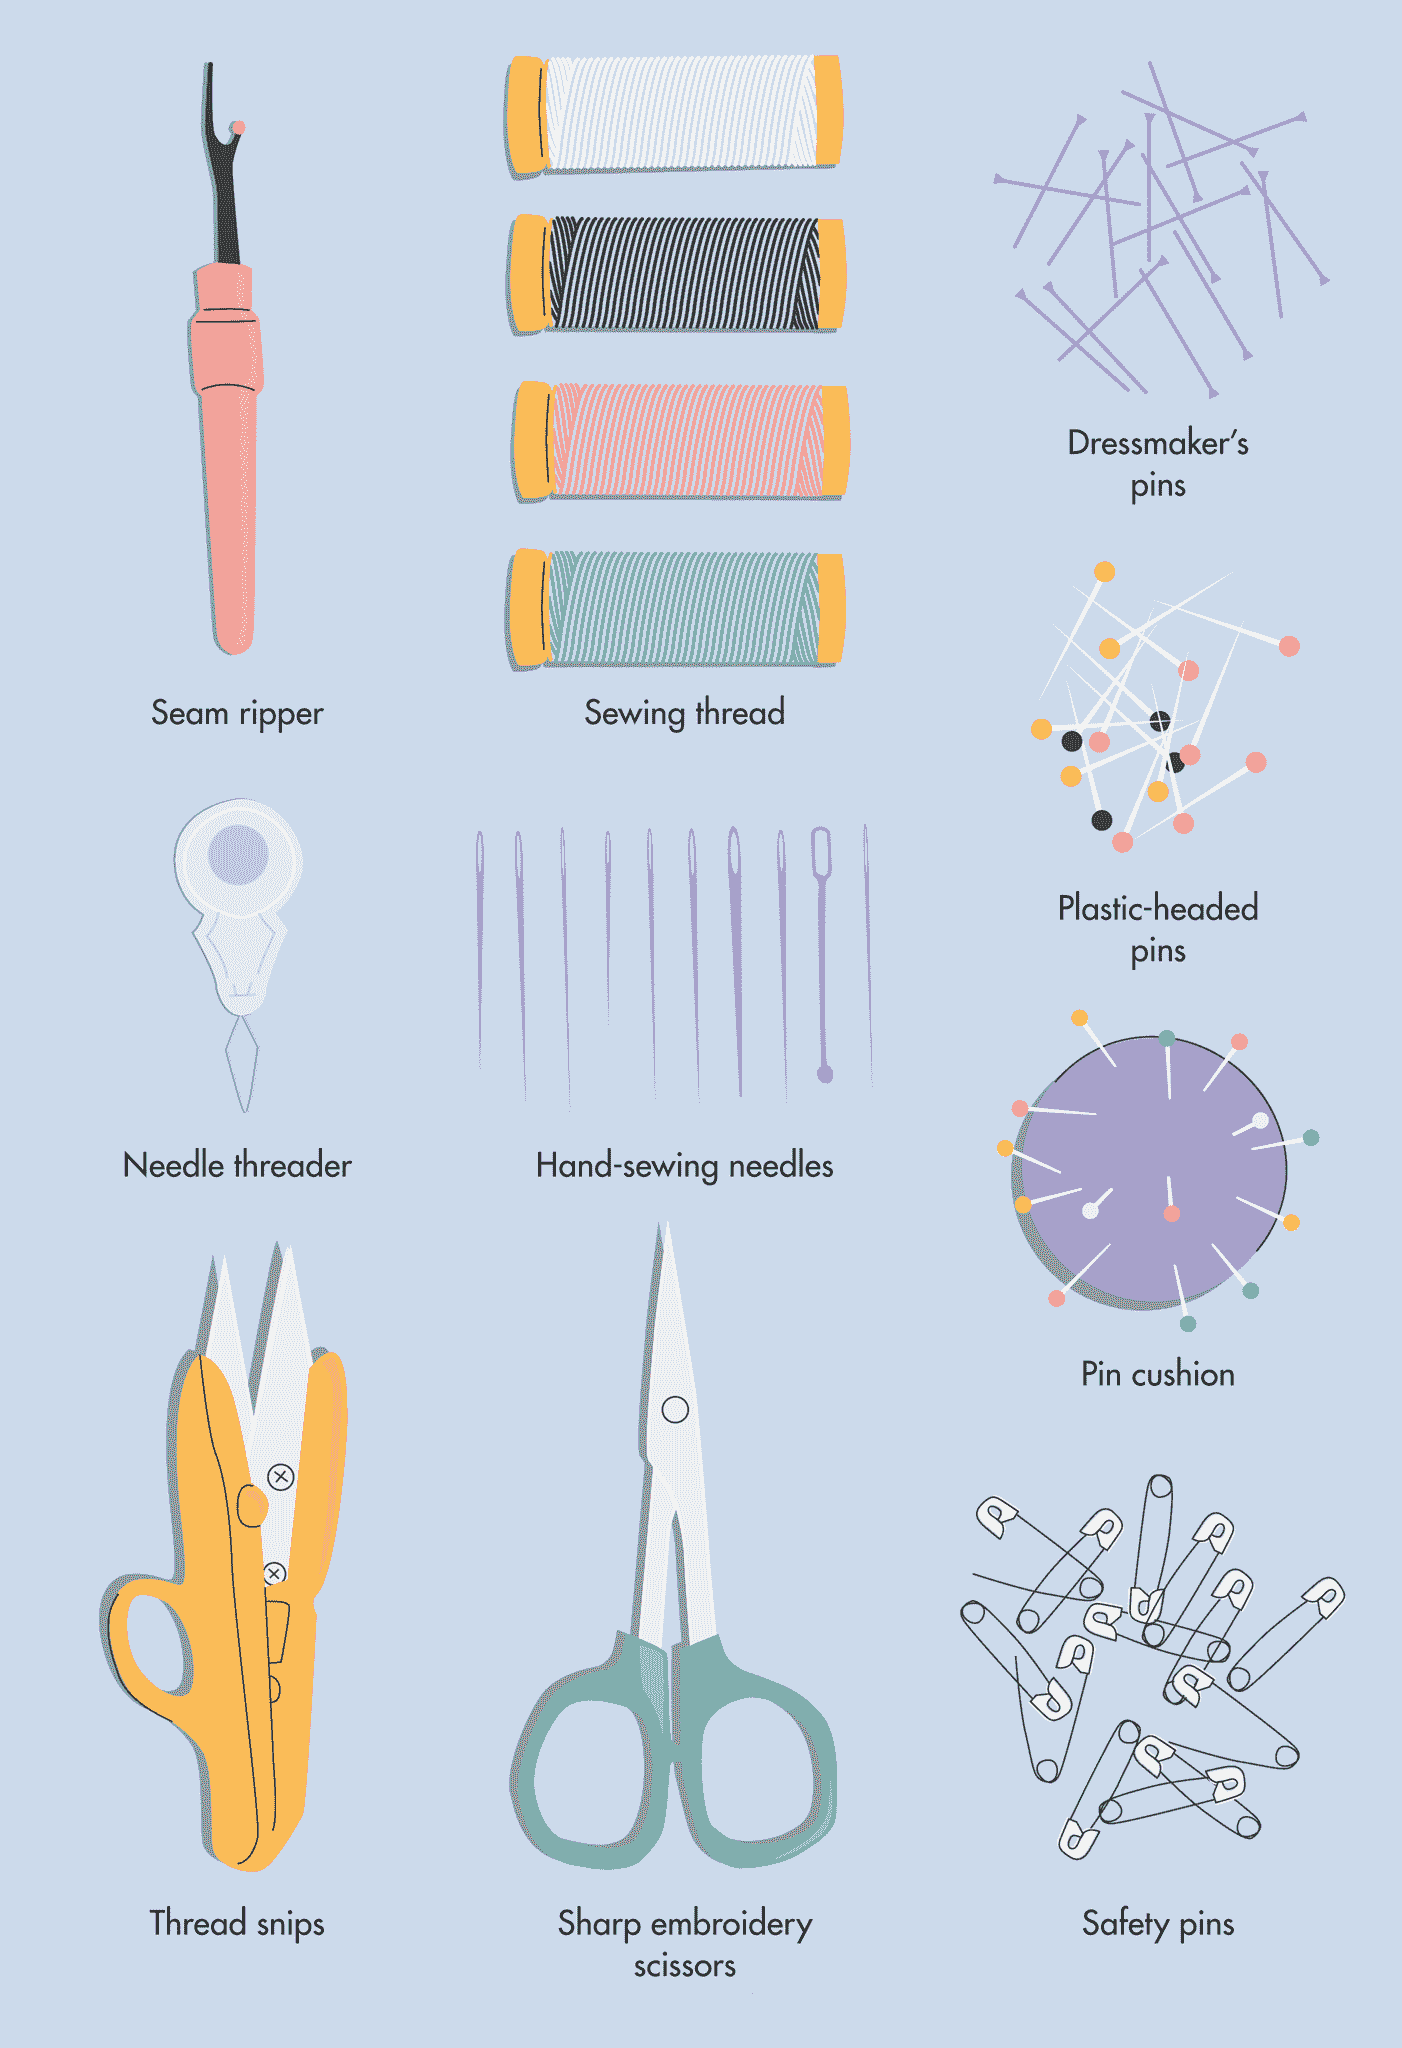 Seam ripper
Sewing thread
Dressmaker’s
pins
Plastic-headed
pins
Needle threader
Hand-sewing needles
Pin cushion
Thread snips
Sharp embroidery
scissors
Safety pins